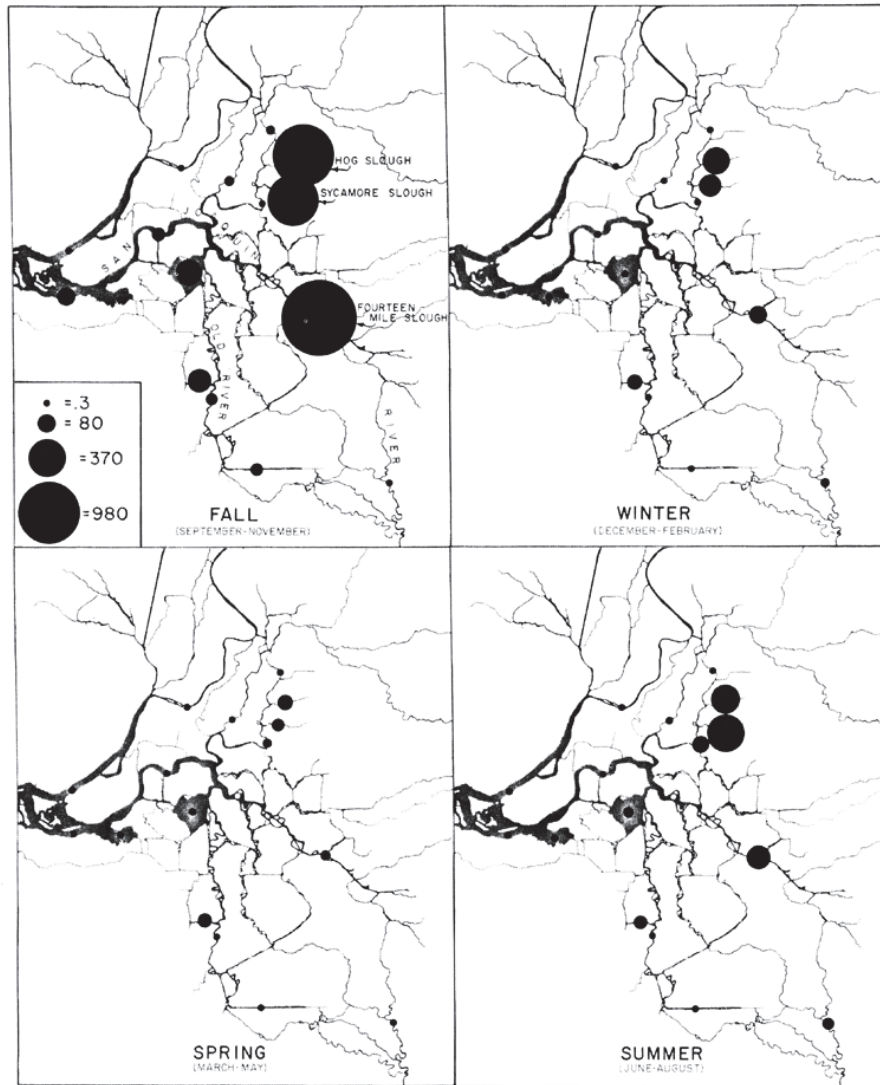 HOG SLOUGH
SYCAMORE SLOUGH
SAN
JOAQUIN
FOURTEEN
MILE SLOUGH
OLD RIVER
RIVER
= .3
= 80
= 370
=980
FALL
(SEPTEMBER-NOVEMBER)
WINTER
(DECEMBER-FEBRUARY)
SPRING
(MARCH-MAY)
SUMMER
(JUNE-AUGUST)